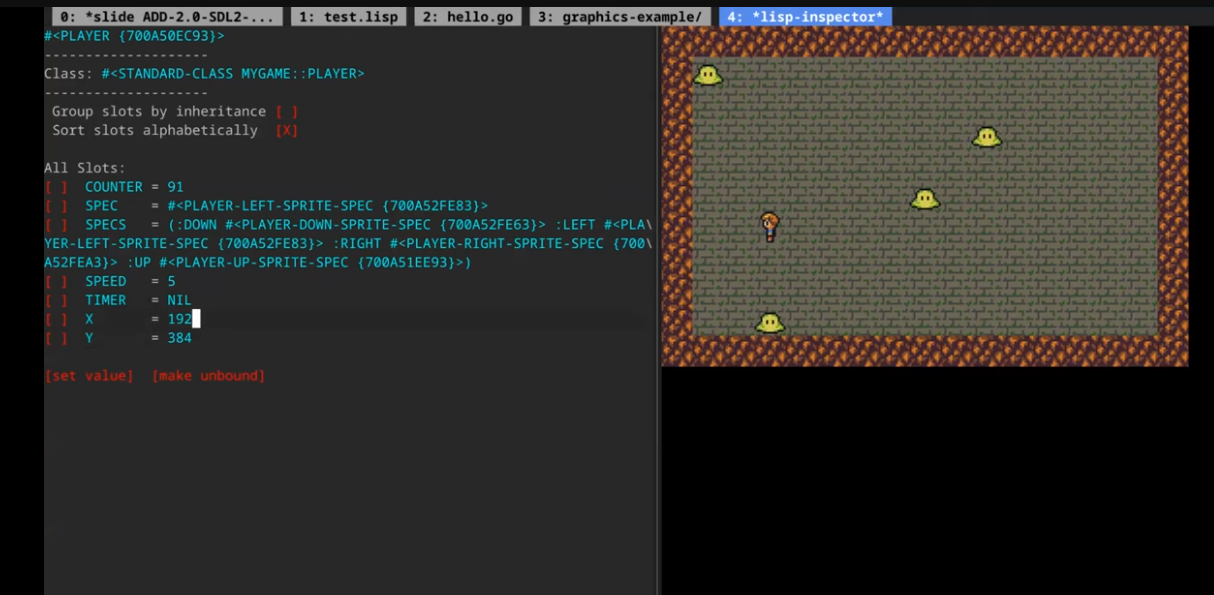 0: *slide ADD-2.0-SDL2-... 1: test.lisp 2: hello.go 3: graphics-example/ 4: *lisp-inspector*
#<PLAYER {700A50EC93}>
--------------------
Class: #<STANDARD-CLASS MYGAME::PLAYER>
--------------------
Group slots by inheritance [ ]
Sort slots alphabetically [X]
All Slots:
[ ] COUNTER = 91
[ ] SPEC = #<PLAYER-LEFT-SPRITE-SPEC {700A52FE83}>
[ ] SPECS = (:DOWN #<PLAYER-DOWN-SPRITE-SPEC {700A52FE63}> :LEFT #<PLA\
YER-LEFT-SPRITE-SPEC {700A52FE83}> :RIGHT #<PLAYER-RIGHT-SPRITE-SPEC {700\
A52FEA3}> :UP #<PLAYER-UP-SPRITE-SPEC {700A51EE93}>)
[ ] SPEED = 5
[ ] TIMER = NIL
[ ] X = 192
[ ] Y = 384
[set value] [make unbound]